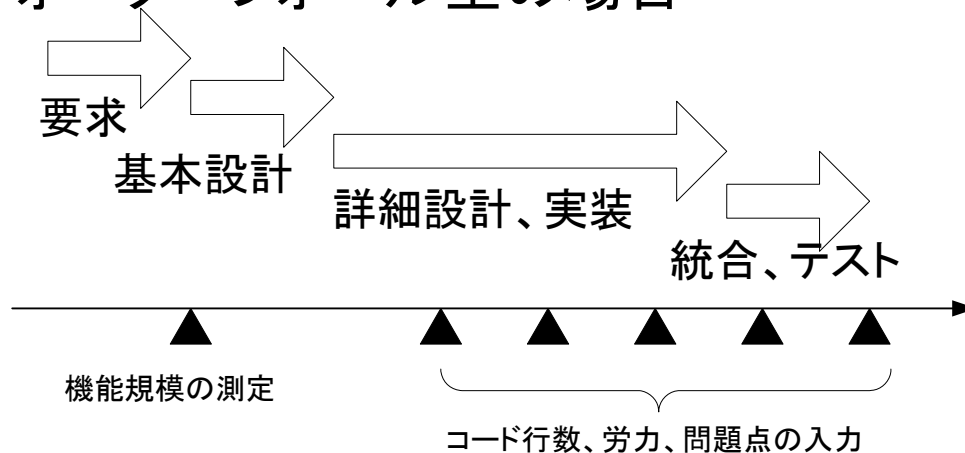 要求
基本設計
詳細設計、実装
統合、テスト
機能規模の測定
コード行数、労力、問題点の入力